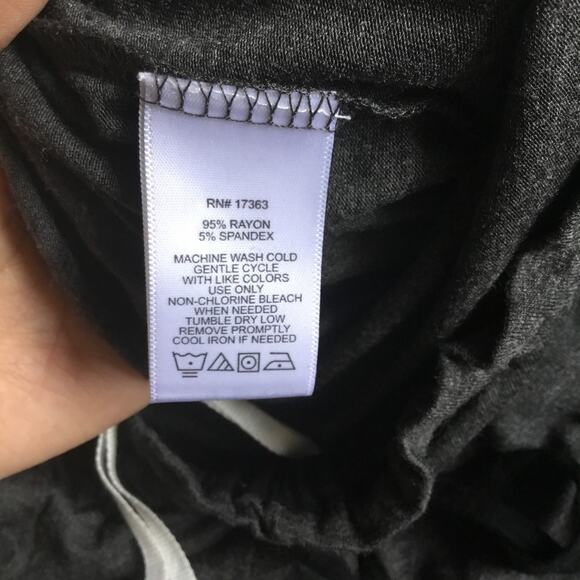 RN# 17363
95% RAYON
5% SPANDEX
MACHINE WASH COLD
GENTLE CYCLE
WITH LIKE COLORS
USE ONLY
NON-CHLORINE BLEACH
WHEN NEEDED
TUMBLE DRY LOW
REMOVE PROMPTLY
COOL IRON IF NEEDED